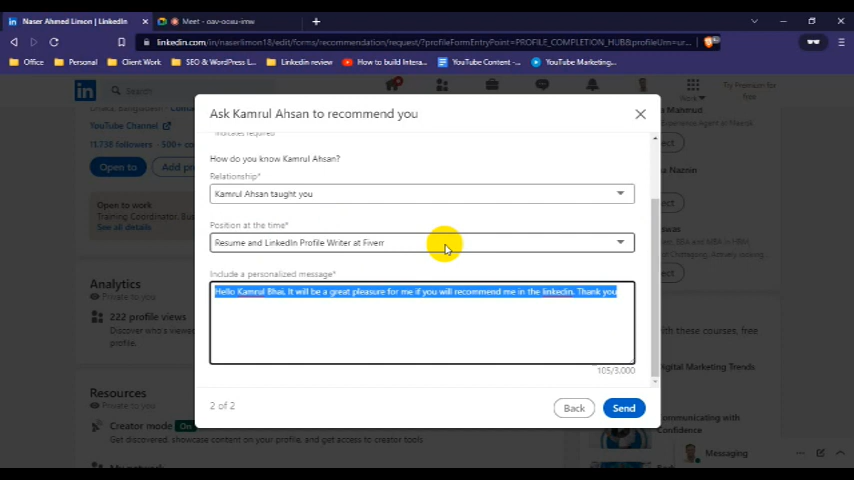 Naser Ahmed Limon | LinkedIn
Meet - oav-ocxu-imw
linkedin.com/in/naserlimon18/edit/forms/recommendation/request/?profileFormEntryPoint=PROFILE_COMPLETION_HUB&profileUrn=ur...
Office
Personal
Client Work
SEO & WordPress L...
Linkedin review
How to build Intera...
YouTube Content -...
YouTube Marketing...
in
Search
Try Premium for
free
YouTube Channel
11,738 followers
500+
Open to
Add
Open to work
Training Coordinator,
See all details
Analytics
Private to you
222 profile views
Discover who's
profile.
Resources
Private to you
Creator mode On
Get discovered, showcase content on your profile, and get access to creator tools
Ask Kamrul Ahsan to recommend you
indicates required
How do you know Kamrul Ahsan?
Relationship*
Kamrul Ahsan taught you
Position at the time*
Resume and LinkedIn Profile Writer at Fiverr
Include a personalized message*
Hello Kamrul Bhai, It will be a great pleasure for me if you will recommend me in the linkedin, Thank you
105/3,000
2 of 2
Back
Send
with these courses, free
Digital Marketing Trends
Communicating with
Confidence
Messaging